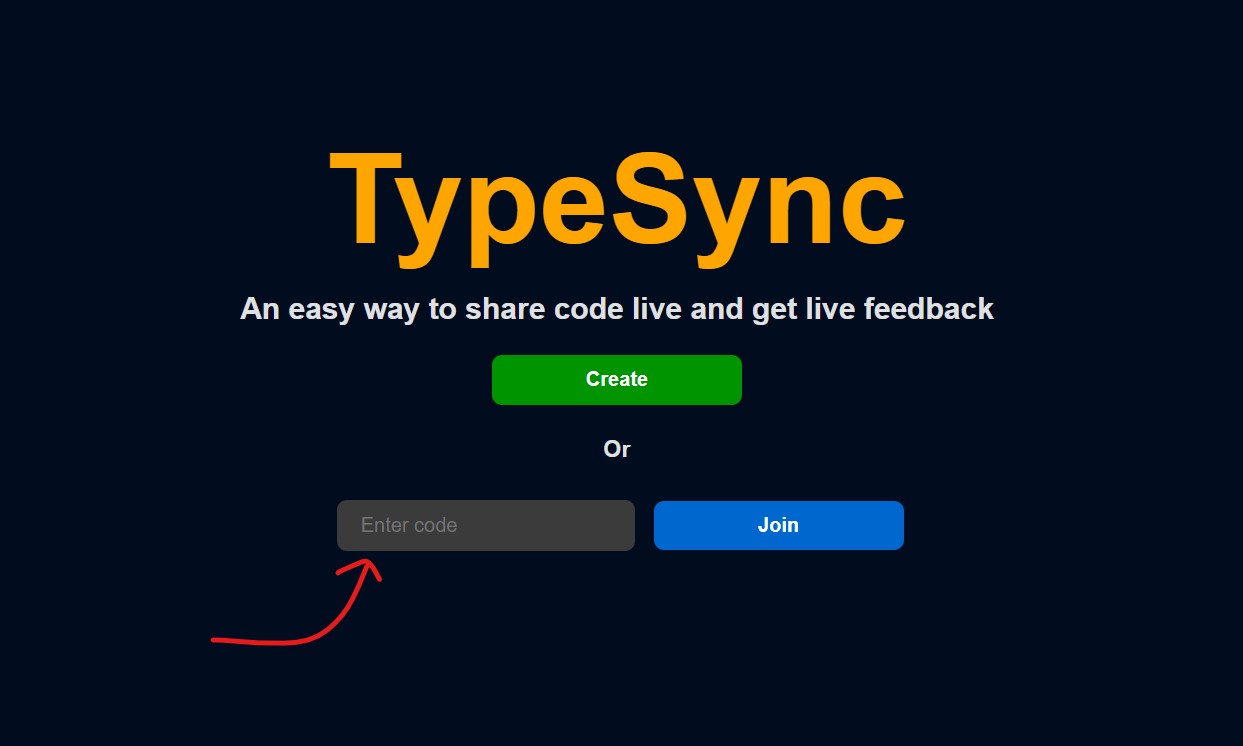 TypeSync
An easy way to share code live and get live feedback
Create
Or
Enter code
Join